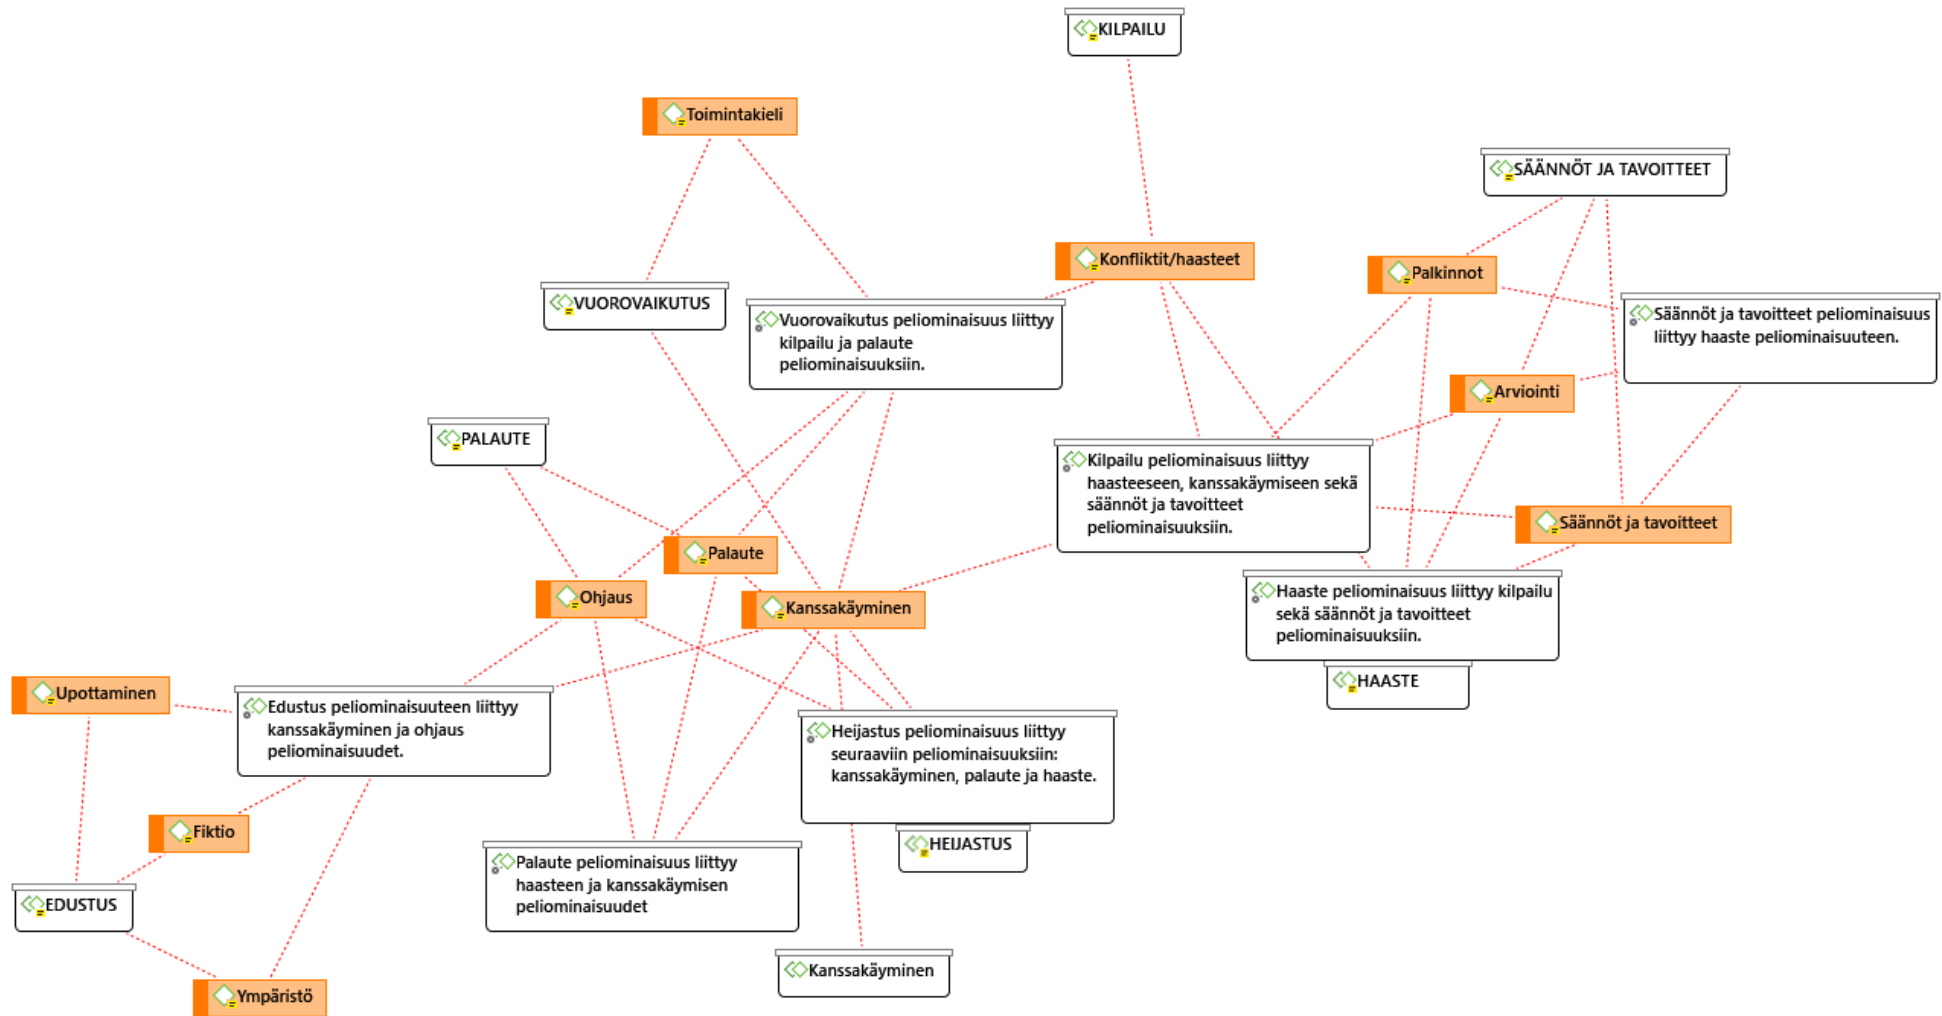 KILPAILU
Toimintakieli
SÄÄNNÖT JA TAVOITTEET
Konfliktit/haasteet
Palkinnot
VUOROVAIKUTUS
Vuorovaikutus peliominaisuus liittyy
kilpailu ja palaute
peliominaisuuksiin.
Säännöt ja tavoitteet peliominaisuus
liittyy haaste peliominaisuuteen.
Arviointi
PALAUTE
Kilpailu peliominaisuus liittyy
haasteeseen, kanssakäymiseen sekä
säännöt ja tavoitteet
peliominaisuuksiin.
Säännöt ja tavoitteet
Palaute
Ohjaus
Kanssakäyminen
Haaste peliominaisuus liittyy kilpailu
sekä säännöt ja tavoitteet
peliominaisuuksiin.
HAASTE
Upottaminen
Edustus peliominaisuuteen liittyy
kanssakäyminen ja ohjaus
peliominaisuudet.
Heijastus peliominaisuus liittyy
seuraaviin peliominaisuuksiin:
kanssakäyminen, palaute ja haaste.
Fiktio
HEIJASTUS
Palaute peliominaisuus liittyy
haasteen ja kanssakäymisen
peliominaisuudet
EDUSTUS
Kanssakäyminen
Ympäristö